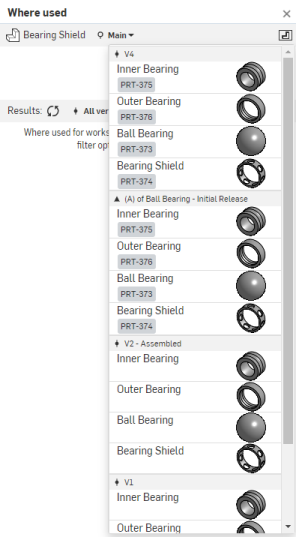 Where used
Bearing Shield Main
V4
Inner Bearing
PRT-375
Outer Bearing
PRT-376
Ball Bearing
PRT-373
Bearing Shield
PRT-374
Results: All ver
Where used for works
filter opt
(A) of Ball Bearing - Initial Release
Inner Bearing
PRT-375
Outer Bearing
PRT-376
Ball Bearing
PRT-373
Bearing Shield
PRT-374
V2 - Assembled
Inner Bearing
Outer Bearing
Ball Bearing
Bearing Shield
V1
Inner Bearing
Outer Bearing